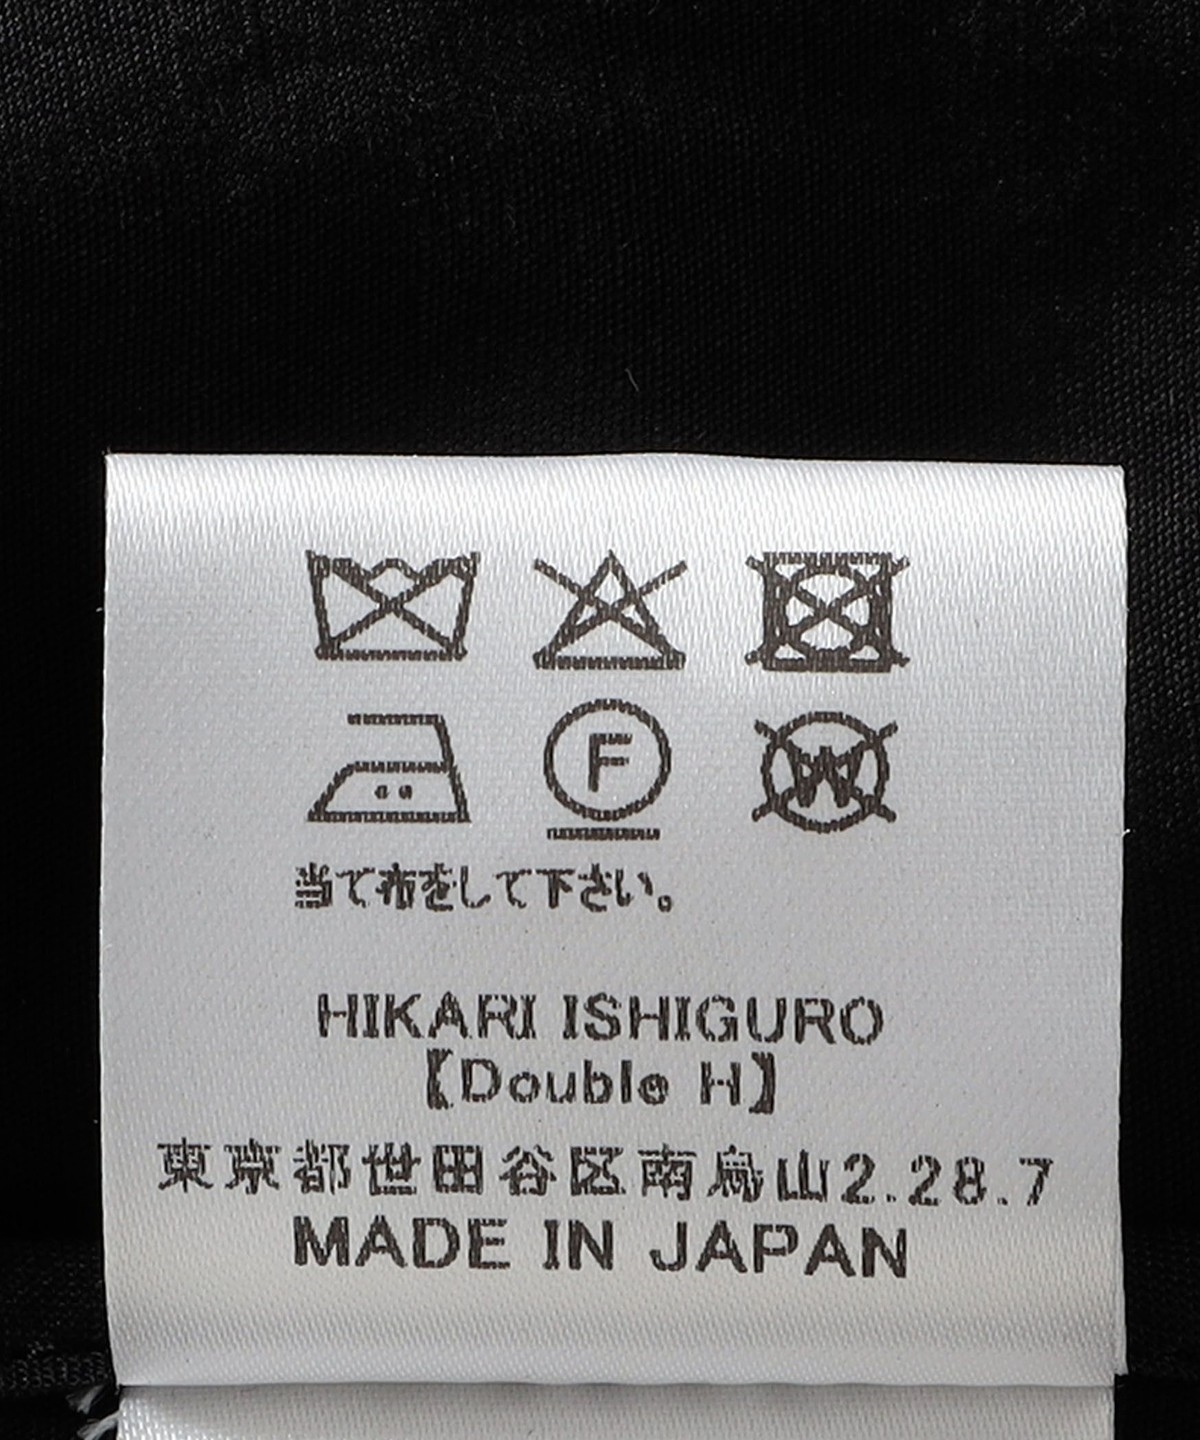 F W
当て布をして下さい。
HIKARI ISHIGURO
【Double H】
東京都世田谷区南烏山2.28.7
MADE IN JAPAN